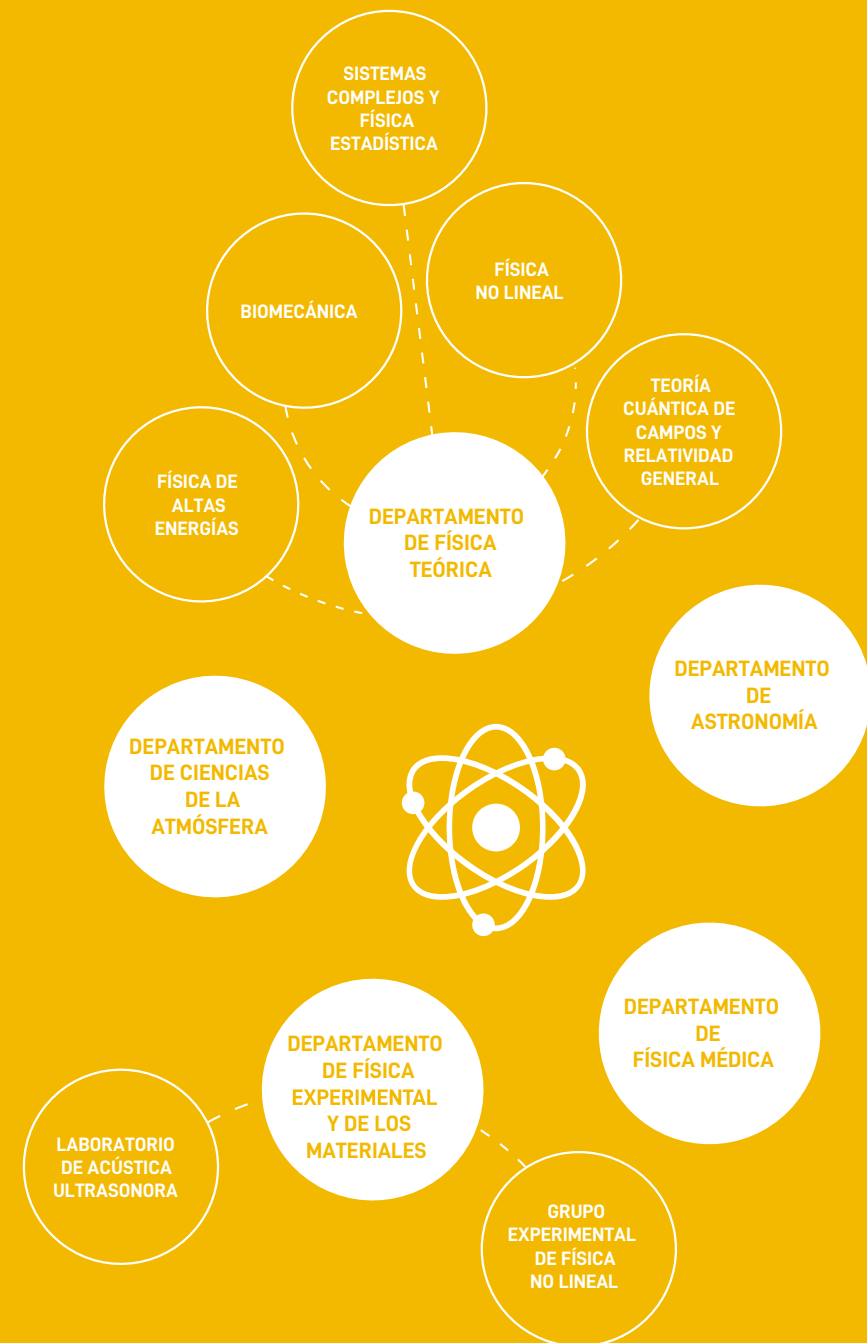 SISTEMAS
COMPLEJOS Y
FÍSICA
ESTADÍSTICA
FÍSICA
NO LINEAL
BIOMECÁNICA
TEORÍA
CUÁNTICA DE
CAMPOS Y
RELATIVIDAD
GENERAL
FÍSICA DE
ALTAS
ENERGÍAS
DEPARTAMENTO
DE FÍSICA
TEÓRICA
DEPARTAMENTO
DE
ASTRONOMÍA
DEPARTAMENTO
DE CIENCIAS
DE LA
ATMÓSFERA
DEPARTAMENTO
DE
FÍSICA MÉDICA
DEPARTAMENTO
DE FÍSICA
EXPERIMENTAL
Y DE LOS
MATERIALES
LABORATORIO
DE ACÚSTICA
ULTRASONORA
GRUPO
EXPERIMENTAL
DE FÍSICA
NO LINEAL